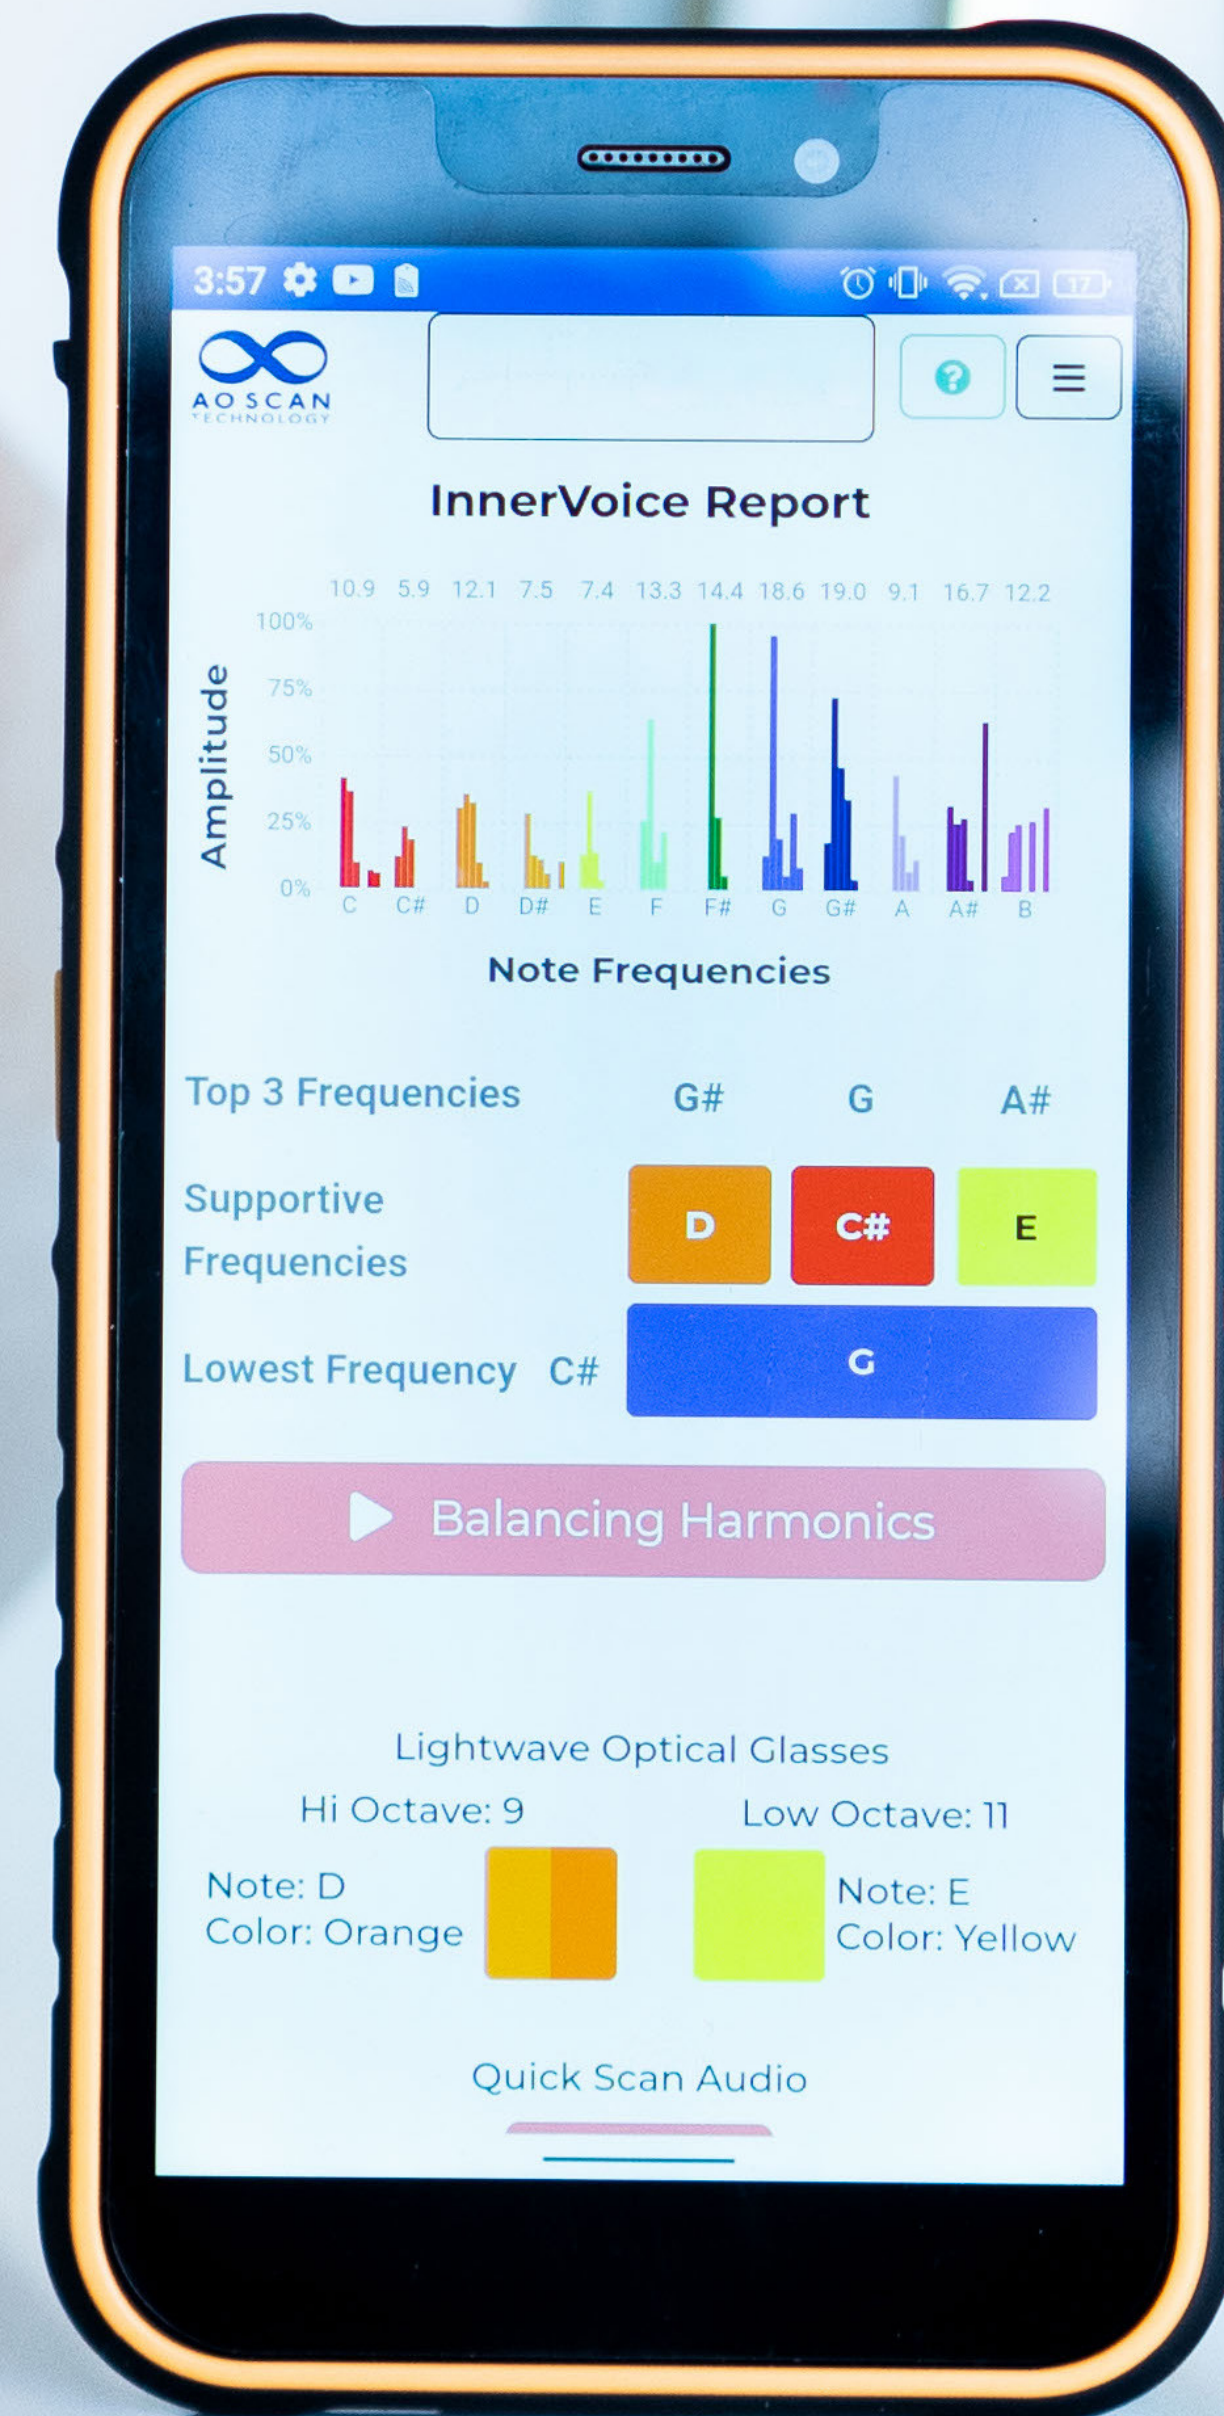 3:57
17
AO SCAN
TECHNOLOGY
InnerVoice Report
10.9 5.9 12.1 7.5 7.4 13.3 14.4 18.6 19.0 9.1 16.7 12.2
100%
75%
50%
25%
0%
Amplitude
C C# D D# E F F# G G# A A# B
Note Frequencies
Top 3 Frequencies G# G A#
Supportive
Frequencies
D C# E
Lowest Frequency C# G
Balancing Harmonics
Lightwave Optical Glasses
Hi Octave: 9
Note: D
Color: Orange
Low Octave: 11
Note: E
Color: Yellow
Quick Scan Audio